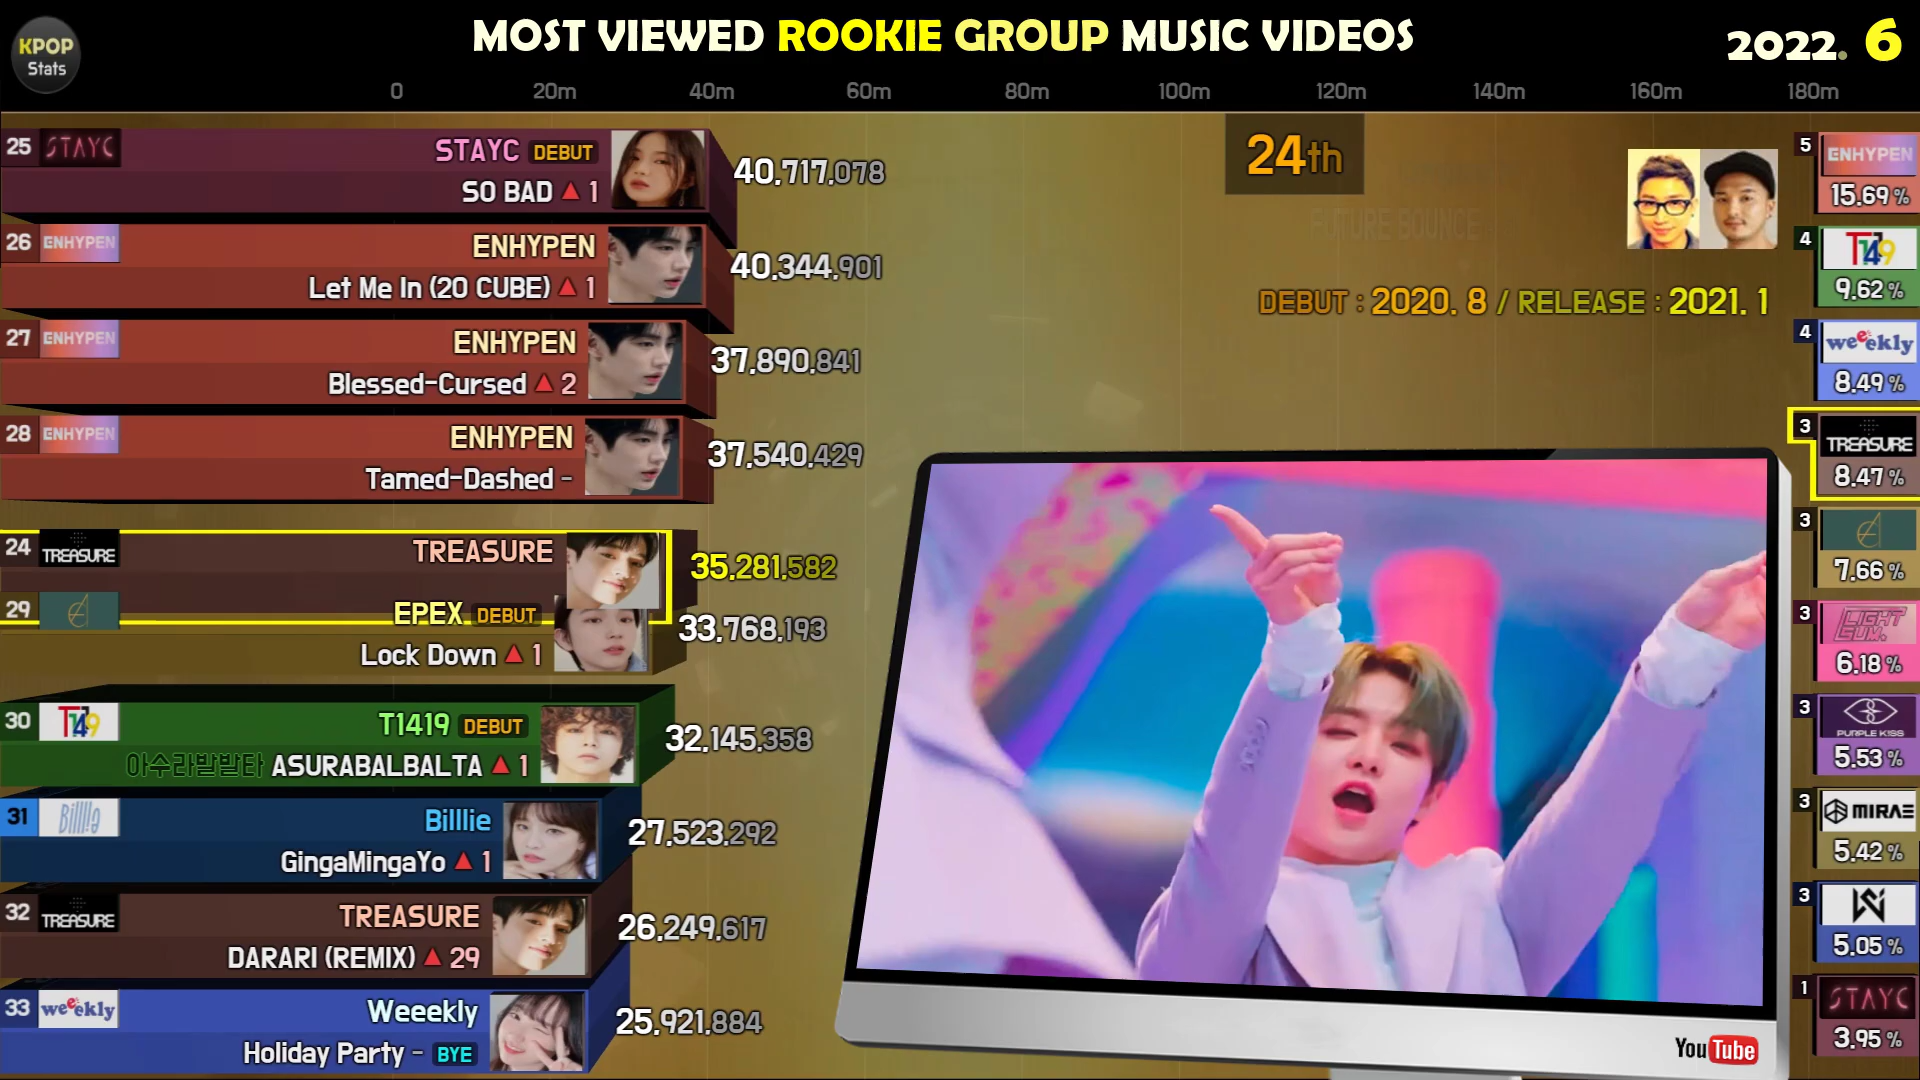 KPOP
Stats
MOST VIEWED ROOKIE GROUP MUSIC VIDEOS
2022. 6
0 20m 40m 60m 80m 100m 120m 140m 160m 180m
25 STAYC STAYC DEBUT
SO BAD ▲ 1
40,717,078
26 ENHYPEN ENHYPEN
Let Me In (20 CUBE) ▲ 1
40,344,901
27 ENHYPEN ENHYPEN
Blessed-Cursed ▲ 2
37,890,841
28 ENHYPEN ENHYPEN
Tamed-Dashed -
37,540,429
24 TREASURE TREASURE
35,281,582
29 EPEX DEBUT
Lock Down ▲ 1
33,768,193
30 T1419 T1419 DEBUT
아수라발발타 ASURABALBALTA ▲ 1
32,145,358
31 Billlie Billlie
GingaMingaYo ▲ 1
27,523,292
32 TREASURE TREASURE
DARARI (REMIX) ▲ 29
26,249,617
33 weeekly Weeekly
Holiday Party - BYE
25,921,884
24th
FUTURE BOUNCE
DEBUT : 2020. 8 / RELEASE : 2021. 1
YouTube
5 ENHYPEN
15.69 %
4 T1419
9.62 %
4 weeekly
8.49 %
3 TREASURE
8.47 %
3
7.66 %
3 LIGHTSUM.
6.18 %
3 PURPLE K!SS
5.53 %
3 MIRAE
5.42 %
3
5.05 %
1 STAYC
3.95 %